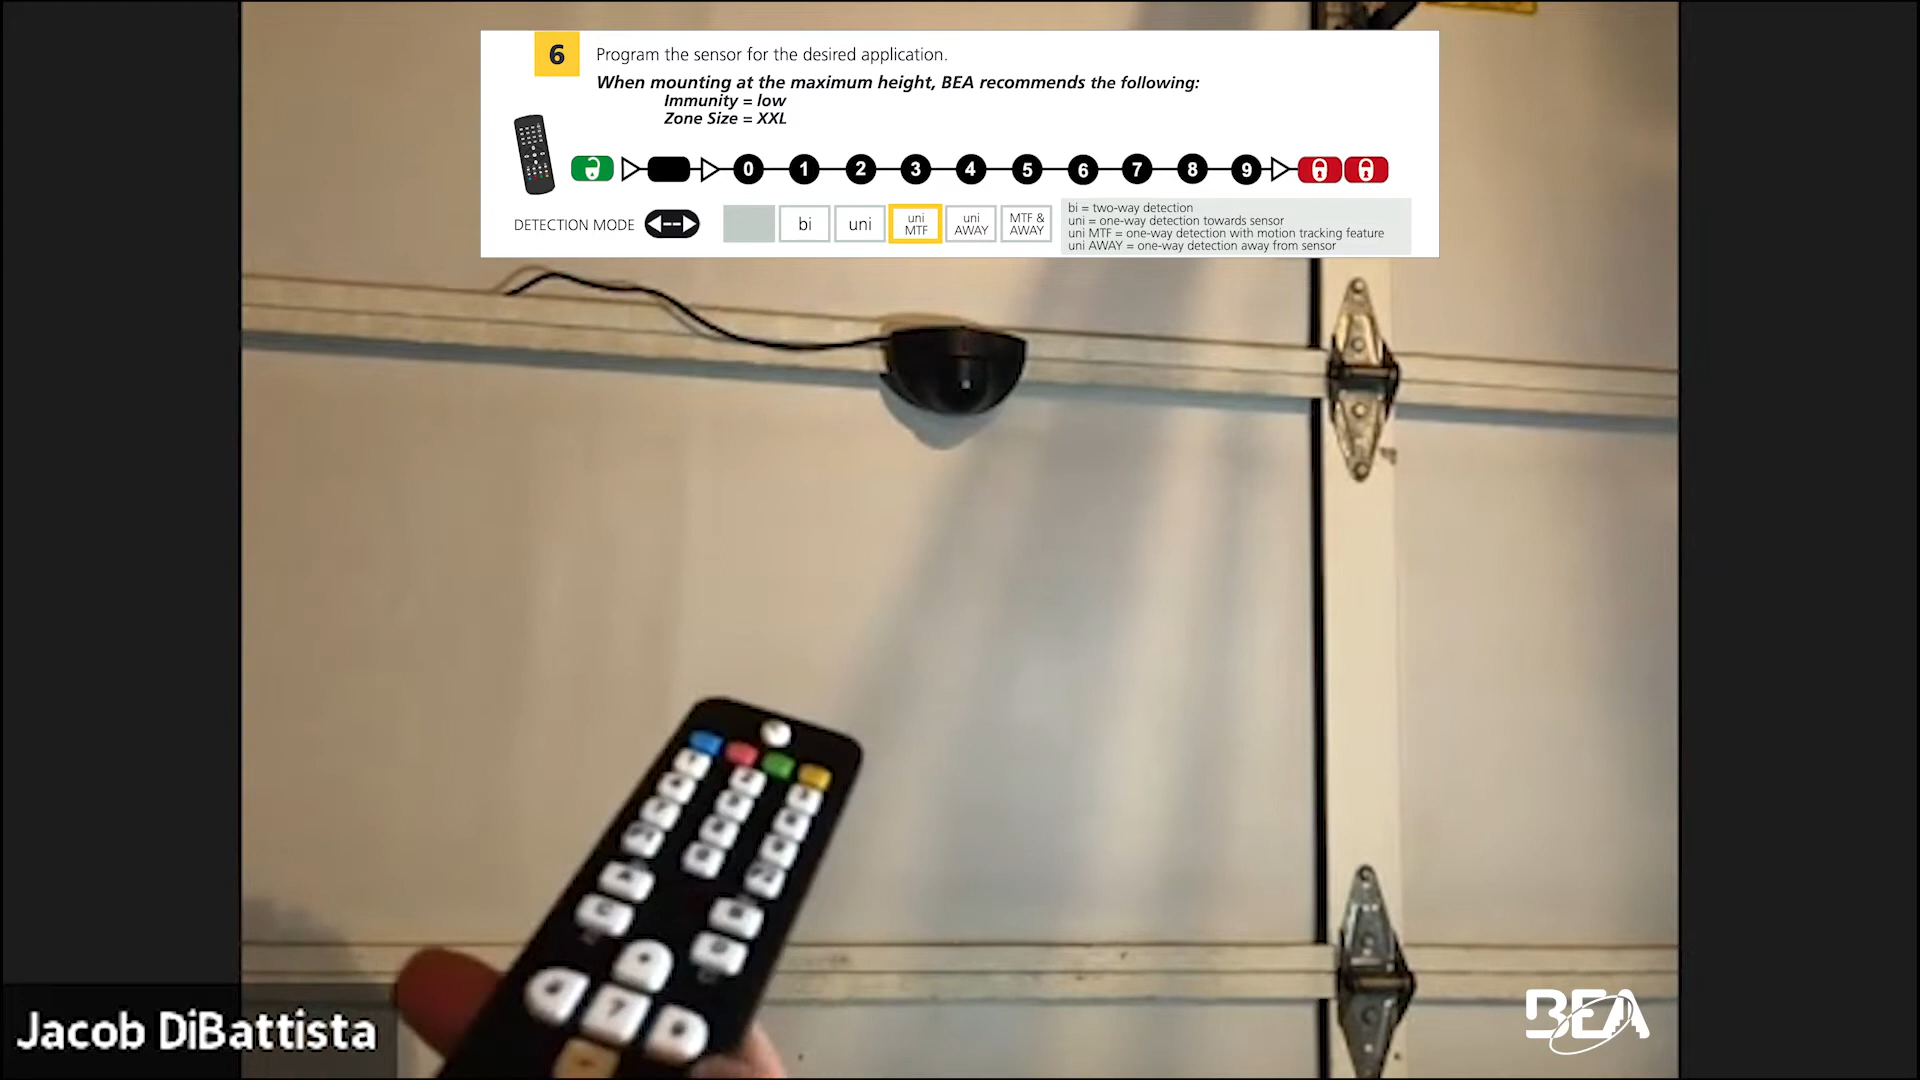 6
Program the sensor for the desired application.
When mounting at the maximum height, BEA recommends the following:
Immunity = low
Zone Size = XXL
0 1 2 3 4 5 6 7 8 9
DETECTION MODE
bi
uni
uni
MTF
uni
AWAY
MTF &
AWAY
bi = two-way detection
uni = one-way detection towards sensor
uni MTF = one-way detection with motion tracking feature
uni AWAY = one-way detection away from sensor
Jacob DiBattista
BEA